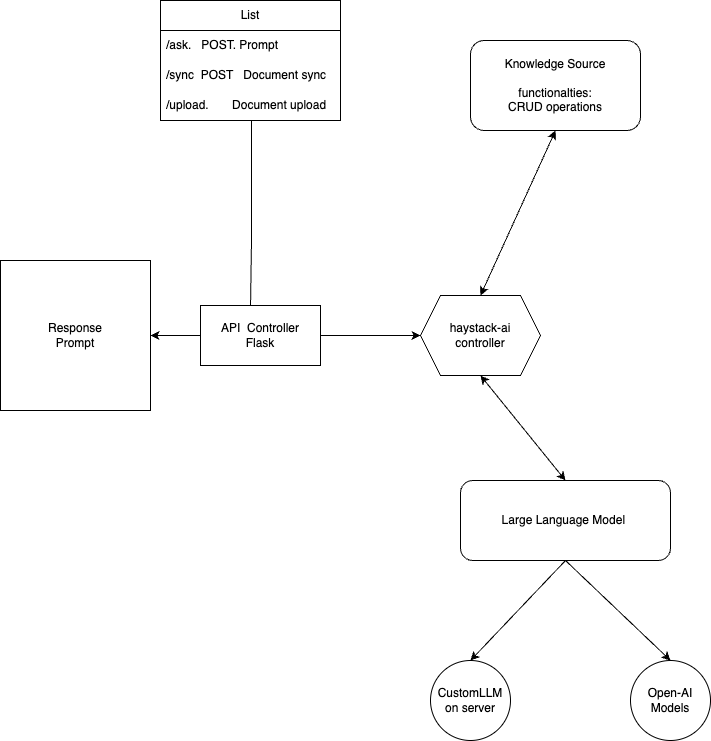 List
/ask. POST. Prompt
/sync POST Document sync
/upload. Document upload
Knowledge Source
functionalties:
CRUD operations
Response
Prompt
API Controller
Flask
haystack-ai
controller
Large Language Model
CustomLLM
on server
Open-AI
Models